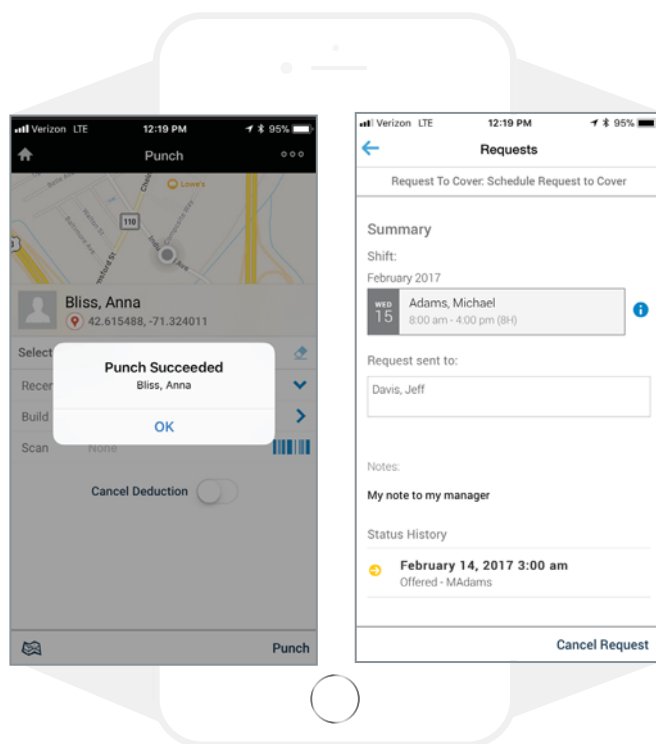 Verizon LTE 12:19 PM 95%
Punch
Lowe's
110
Bliss, Anna
42.615488, -71.324011
Select
Punch Succeeded
Bliss, Anna
OK
Recen
Build
Scan None
Cancel Deduction
Punch
Verizon LTE 12:19 PM 95%
Requests
Request To Cover: Schedule Request to Cover
Summary
Shift:
February 2017
WED
15
Adams, Michael
8:00 am - 4:00 pm (8H)
Request sent to:
Davis, Jeff
Notes:
My note to my manager
Status History
February 14, 2017 3:00 am
Offered - MAdams
Cancel Request